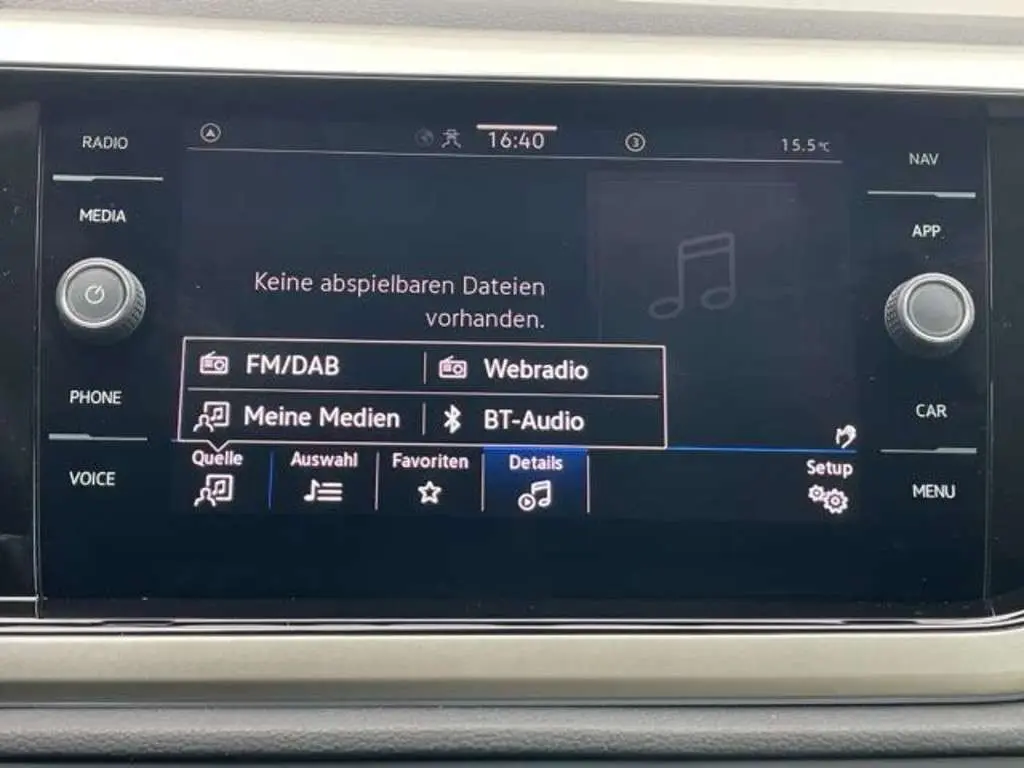 RADIO
MEDIA
PHONE
VOICE
16:40
3
15.5°C
Keine abspielbaren Dateien
vorhanden.
FM/DAB
Webradio
Meine Medien
BT-Audio
Quelle
Auswahl
Favoriten
Details
Setup
NAV
APP
CAR
MENU